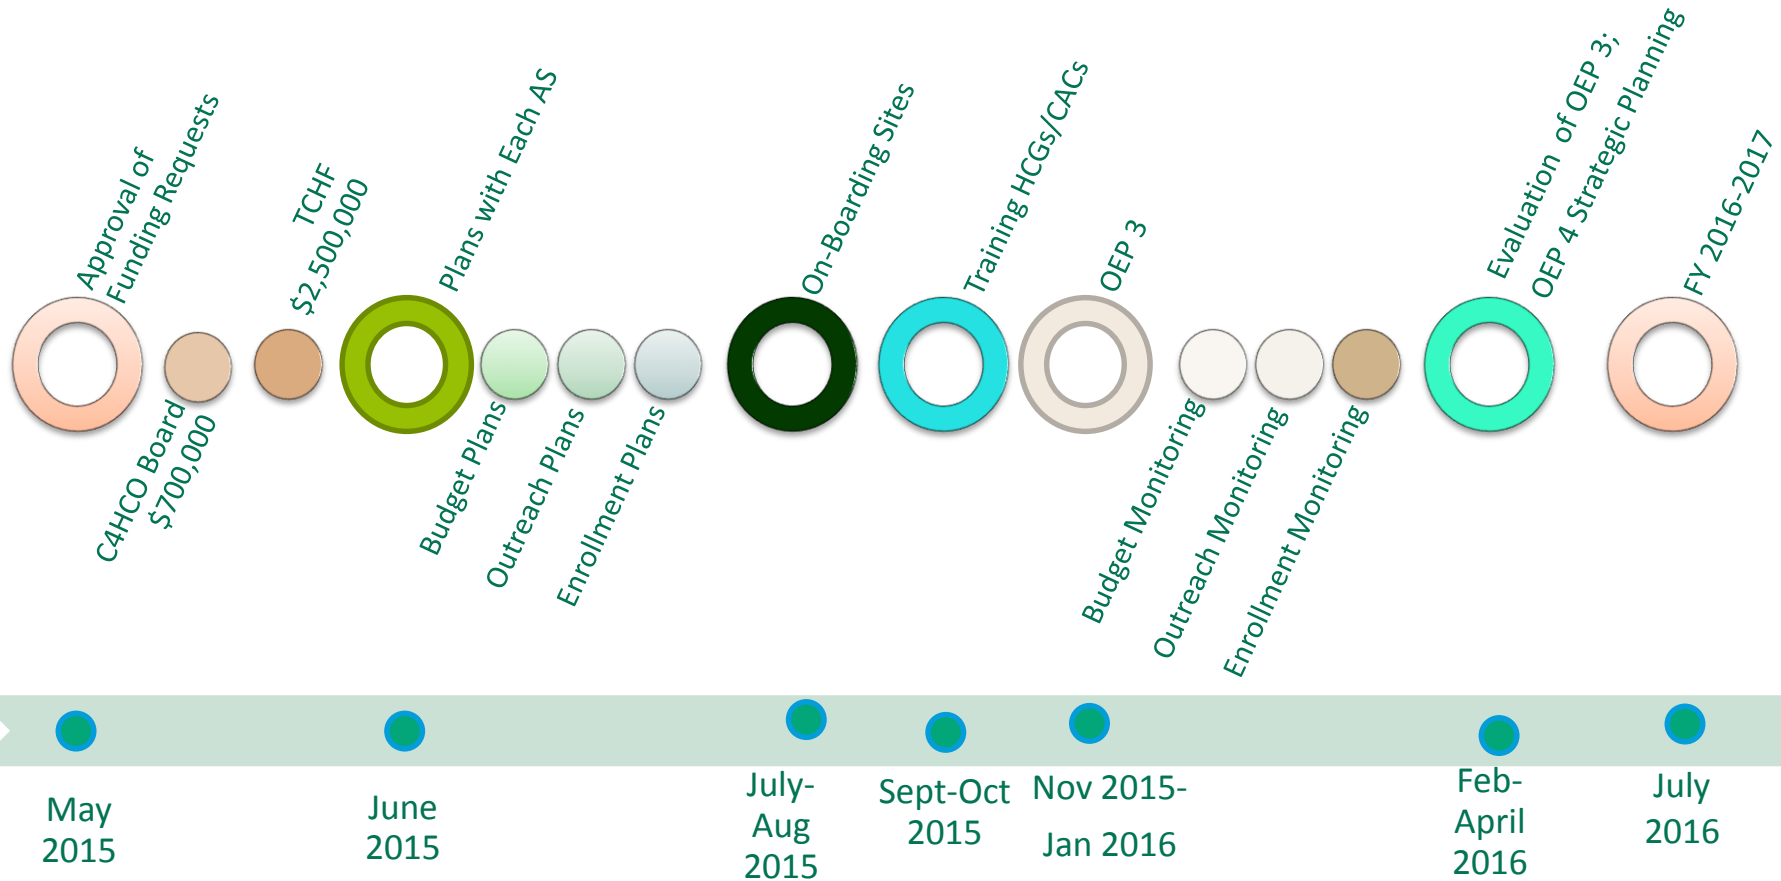 Approval of
Funding Requests
C4HCO Board
$700,000
TCHF
$2,500,000
Plans with Each AS
Budget Plans
Outreach Plans
Enrollment Plans
On-Boarding Sites
Training HCGs/CACs
OEP 3
Budget Monitoring
Outreach Monitoring
Enrollment Monitoring
Evaluation of OEP 3;
OEP 4 Strategic Planning
FY 2016-2017
May
2015
June
2015
July-
Aug
2015
Sept-Oct
2015
Nov 2015-
Jan 2016
Feb-
April
2016
July
2016